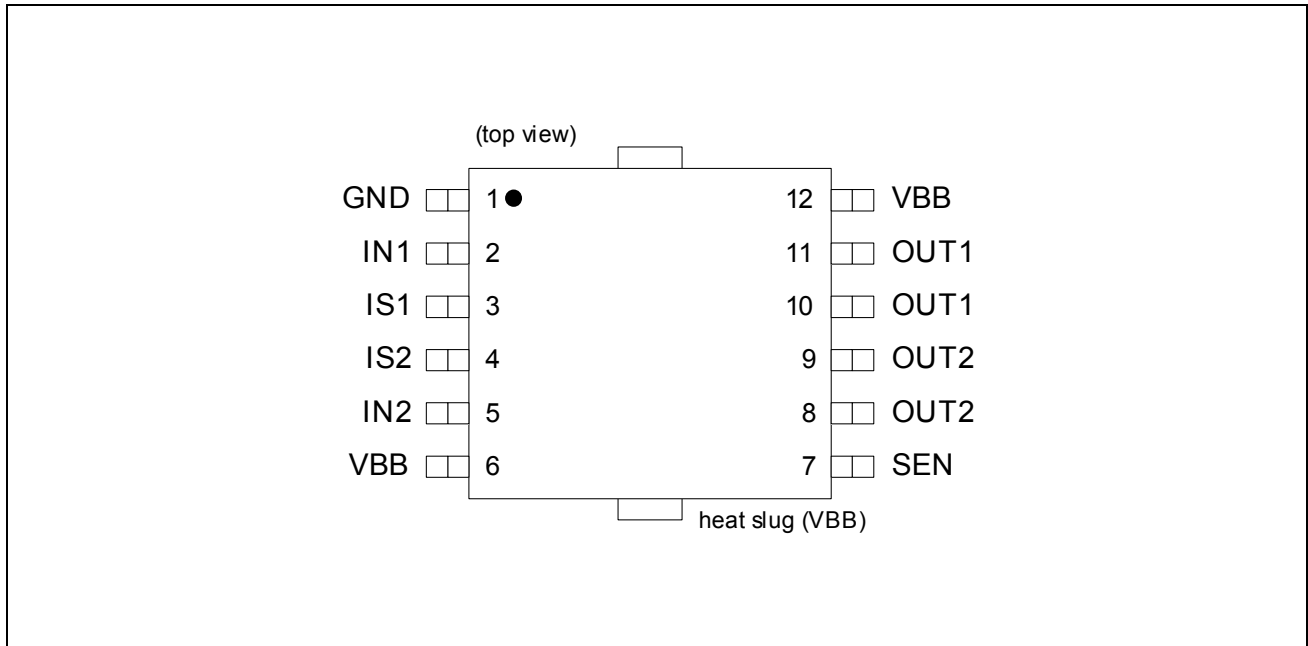 (top view)
GND 1 12 VBB
IN1 2 11 OUT1
IS1 3 10 OUT1
IS2 4 9 OUT2
IN2 5 8 OUT2
VBB 6 7 SEN
heat slug (VBB)